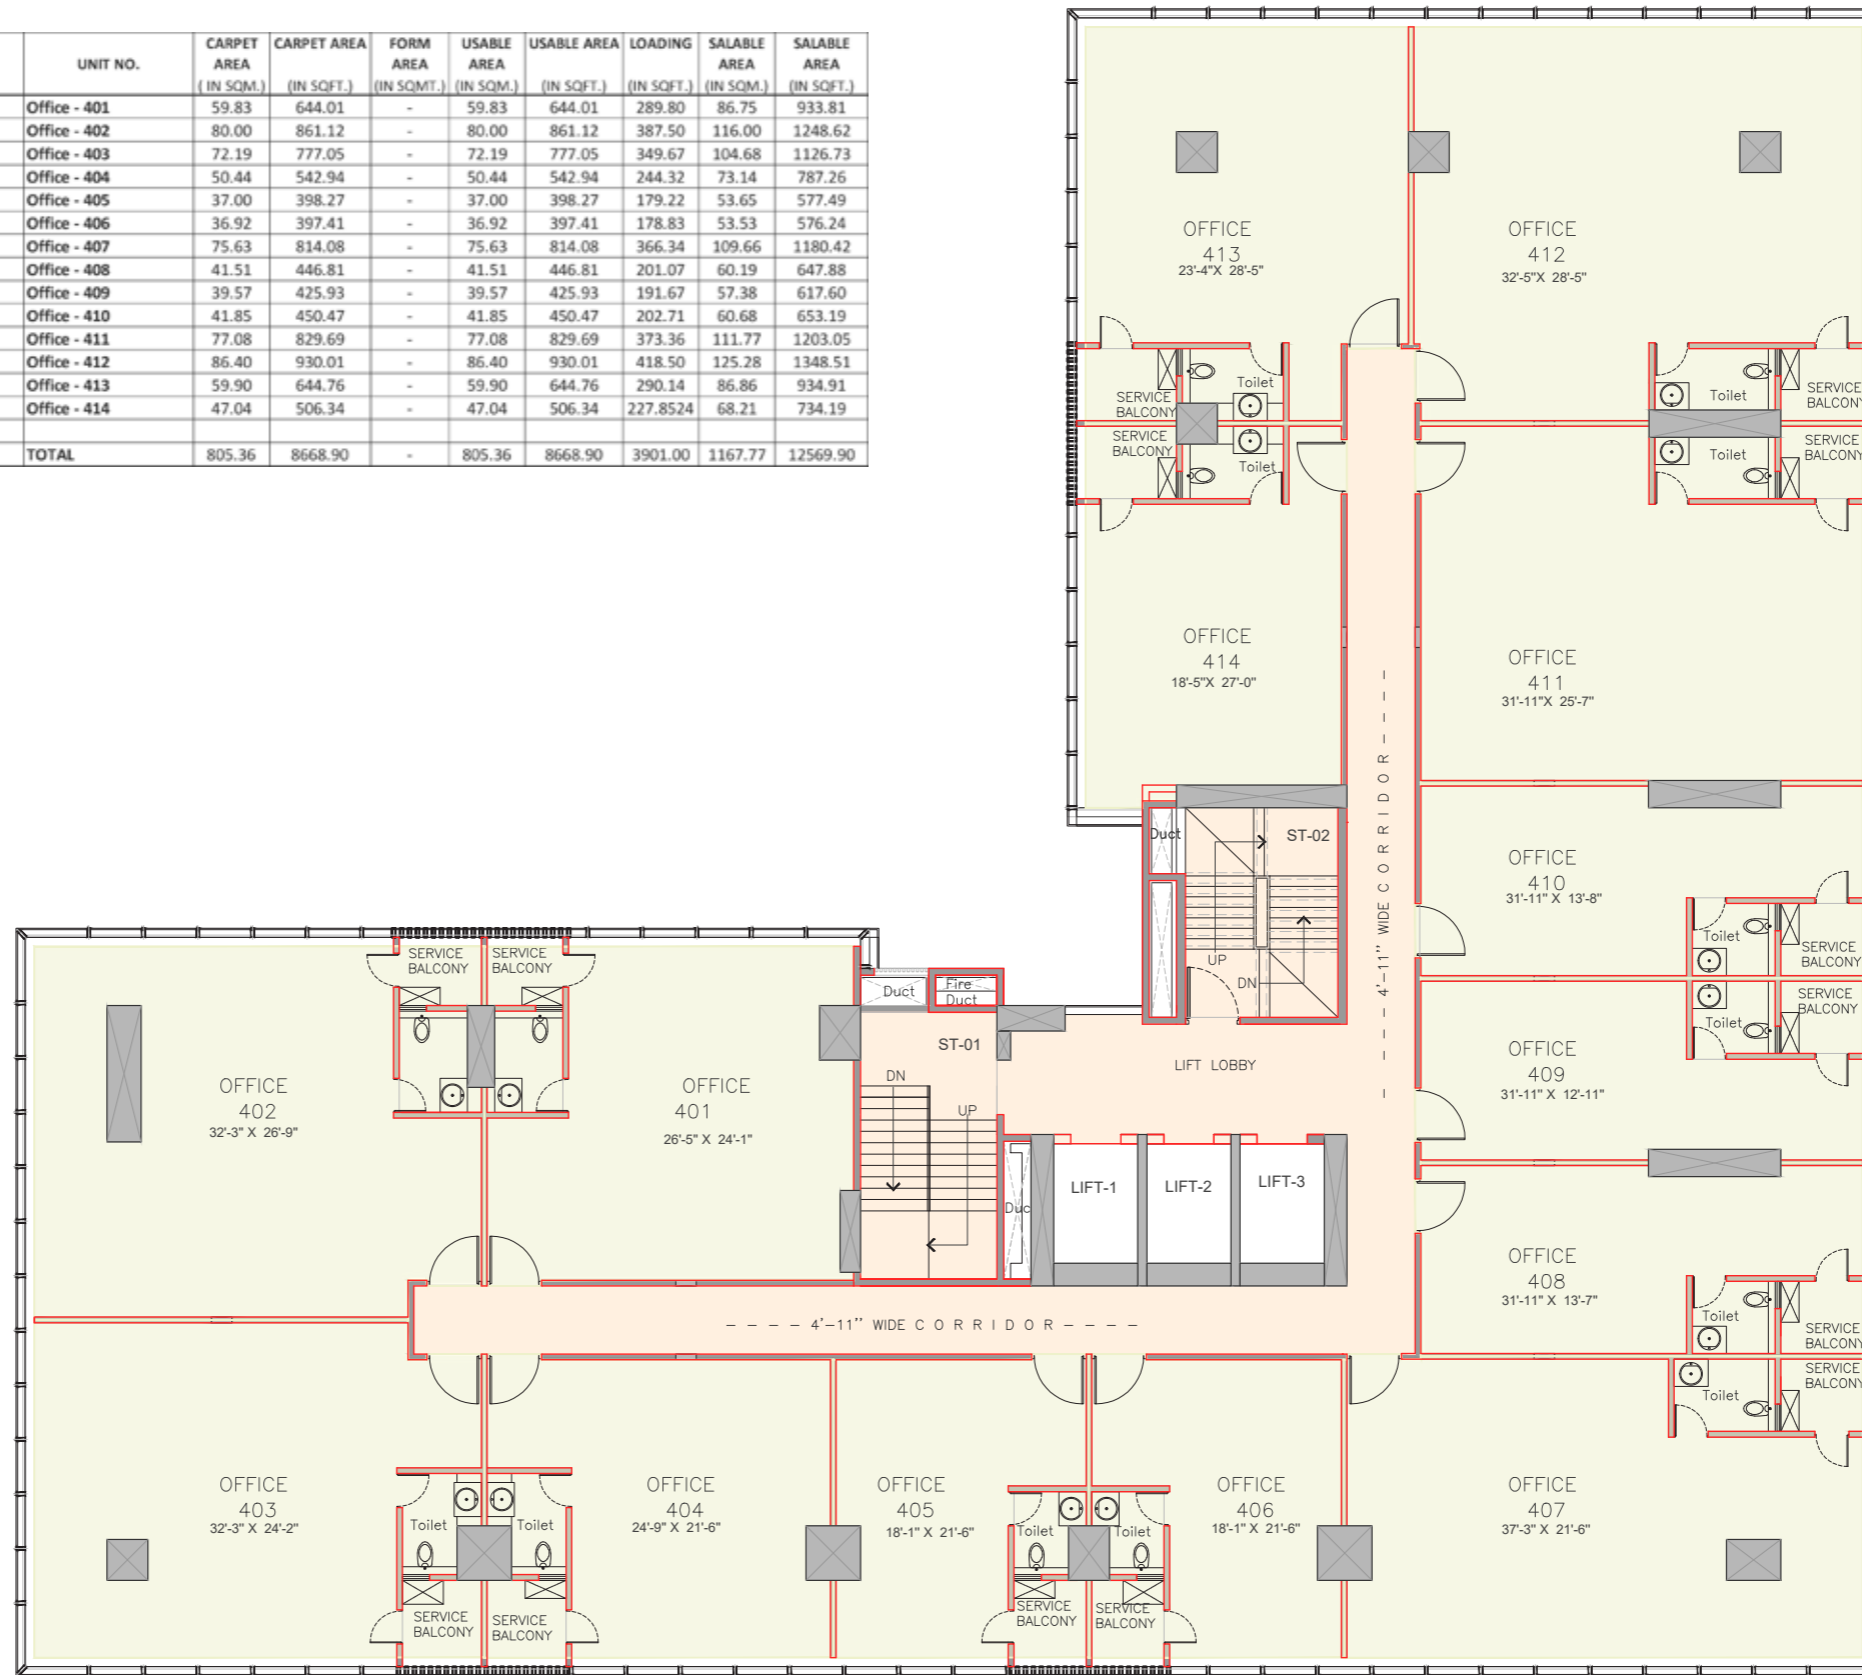 UNIT NO. CARPET AREA (IN SQM.) CARPET AREA (IN SQFT.) FORM AREA (IN SQMT.) USABLE AREA (IN SQM.) USABLE AREA (IN SQFT.) LOADING (IN SQFT.) SALABLE AREA (IN SQM.) SALABLE AREA (IN SQFT.)
Office - 401 59.83 644.01 - 59.83 644.01 289.80 86.75 933.81
Office - 402 80.00 861.12 - 80.00 861.12 387.50 116.00 1248.62
Office - 403 72.19 777.05 - 72.19 777.05 349.67 104.68 1126.73
Office - 404 50.44 542.94 - 50.44 542.94 244.32 73.14 787.26
Office - 405 37.00 398.27 - 37.00 398.27 179.22 53.65 577.49
Office - 406 36.92 397.41 - 36.92 397.41 178.83 53.53 576.24
Office - 407 75.63 814.08 - 75.63 814.08 366.34 109.66 1180.42
Office - 408 41.51 446.81 - 41.51 446.81 201.07 60.19 647.88
Office - 409 39.57 425.93 - 39.57 425.93 191.67 57.38 617.60
Office - 410 41.85 450.47 - 41.85 450.47 202.71 60.68 653.19
Office - 411 77.08 829.69 - 77.08 829.69 373.36 111.77 1203.05
Office - 412 86.40 930.01 - 86.40 930.01 418.50 125.28 1348.51
Office - 413 59.90 644.76 - 59.90 644.76 290.14 86.86 934.91
Office - 414 47.04 506.34 - 47.04 506.34 227.8524 68.21 734.19
TOTAL 805.36 8668.90 - 805.36 8668.90 3901.00 1167.77 12569.90
OFFICE
413
23'-4"X 28'-5"
OFFICE
412
32'-5"X 28'-5"
SERVICE
BALCONY
Toilet
Toilet
SERVICE
BALCONY
SERVICE
BALCONY
Toilet
Toilet
SERVICE
BALCONY
OFFICE
414
18'-5"X 27'-0"
OFFICE
411
31'-11"X 25'-7"
4'-11" WIDE CORRIDOR
Duct
ST-02
UP
DN
OFFICE
410
31'-11" X 13'-8"
Toilet
SERVICE
BALCONY
OFFICE
409
31'-11" X 12'-11"
Toilet
SERVICE
BALCONY
SERVICE
BALCONY
SERVICE
BALCONY
OFFICE
402
32'-3" X 26'-9"
OFFICE
401
26'-5" X 24'-1"
Duct
Fire
Duct
ST-01
DN
UP
LIFT LOBBY
Duc
LIFT-1
LIFT-2
LIFT-3
OFFICE
408
31'-11" X 13'-7"
Toilet
SERVICE
BALCONY
4'-11'' WIDE CORRIDOR
Toilet
SERVICE
BALCONY
OFFICE
403
32'-3" X 24'-2"
Toilet
Toilet
SERVICE
BALCONY
SERVICE
BALCONY
OFFICE
404
24'-9" X 21'-6"
OFFICE
405
18'-1" X 21'-6"
Toilet
Toilet
SERVICE
BALCONY
SERVICE
BALCONY
OFFICE
406
18'-1" X 21'-6"
OFFICE
407
37'-3" X 21'-6"